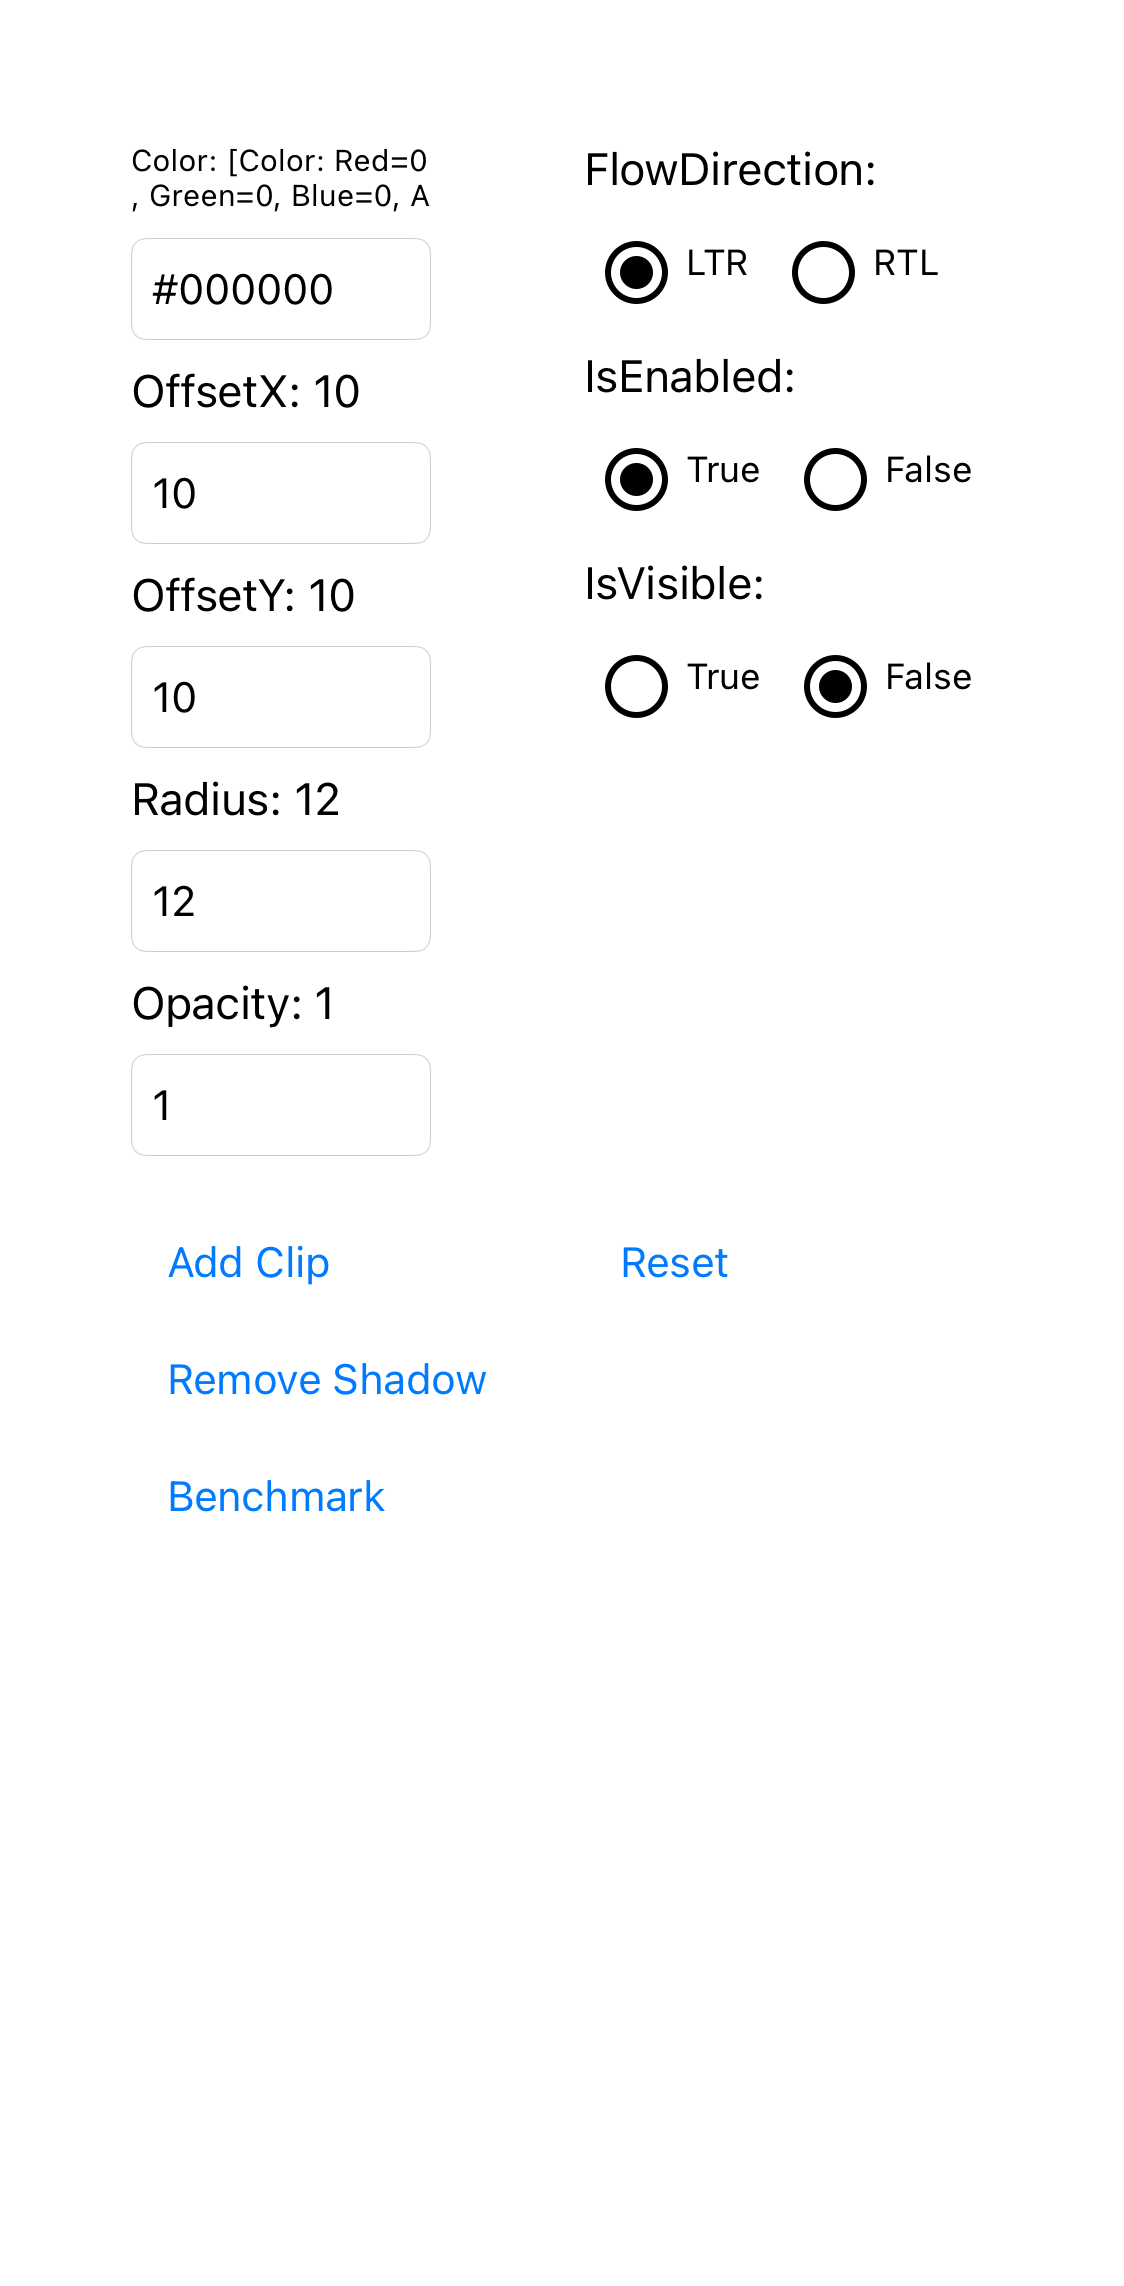 Color: [Color: Red=0
, Green=0, Blue=0, A
#000000
OffsetX: 10
10
OffsetY: 10
10
Radius: 12
12
Opacity: 1
1
FlowDirection:
LTR RTL
IsEnabled:
True False
IsVisible:
True False
Add Clip Reset
Remove Shadow
Benchmark